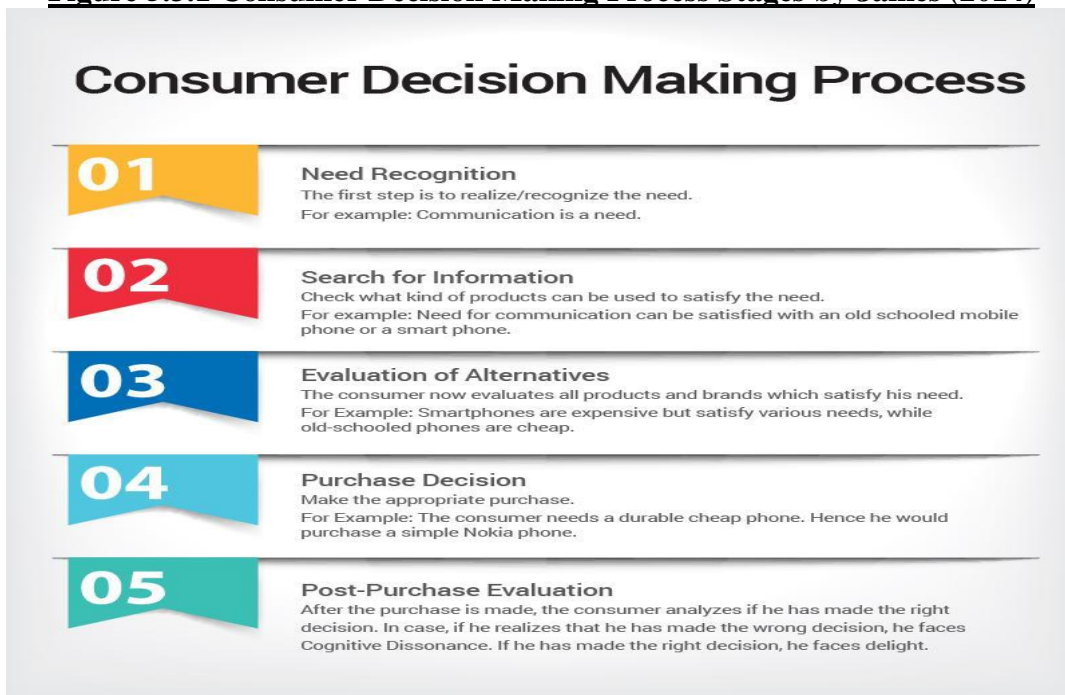 Consumer Decision Making Process
01
Need Recognition
The first step is to realize/recognize the need.
For example: Communication is a need.
02
Search for Information
Check what kind of products can be used to satisfy the need.
For example: Need for communication can be satisfied with an old schooled mobile
phone or a smart phone.
03
Evaluation of Alternatives
The consumer now evaluates all products and brands which satisfy his need.
For Example: Smartphones are expensive but satisfy various needs, while
old-schooled phones are cheap.
04
Purchase Decision
Make the appropriate purchase.
For Example: The consumer needs a durable cheap phone. Hence he would
purchase a simple Nokia phone.
05
Post-Purchase Evaluation
After the purchase is made, the consumer analyzes if he has made the right
decision. In case, if he realizes that he has made the wrong decision, he faces
Cognitive Dissonance. If he has made the right decision, he faces delight.